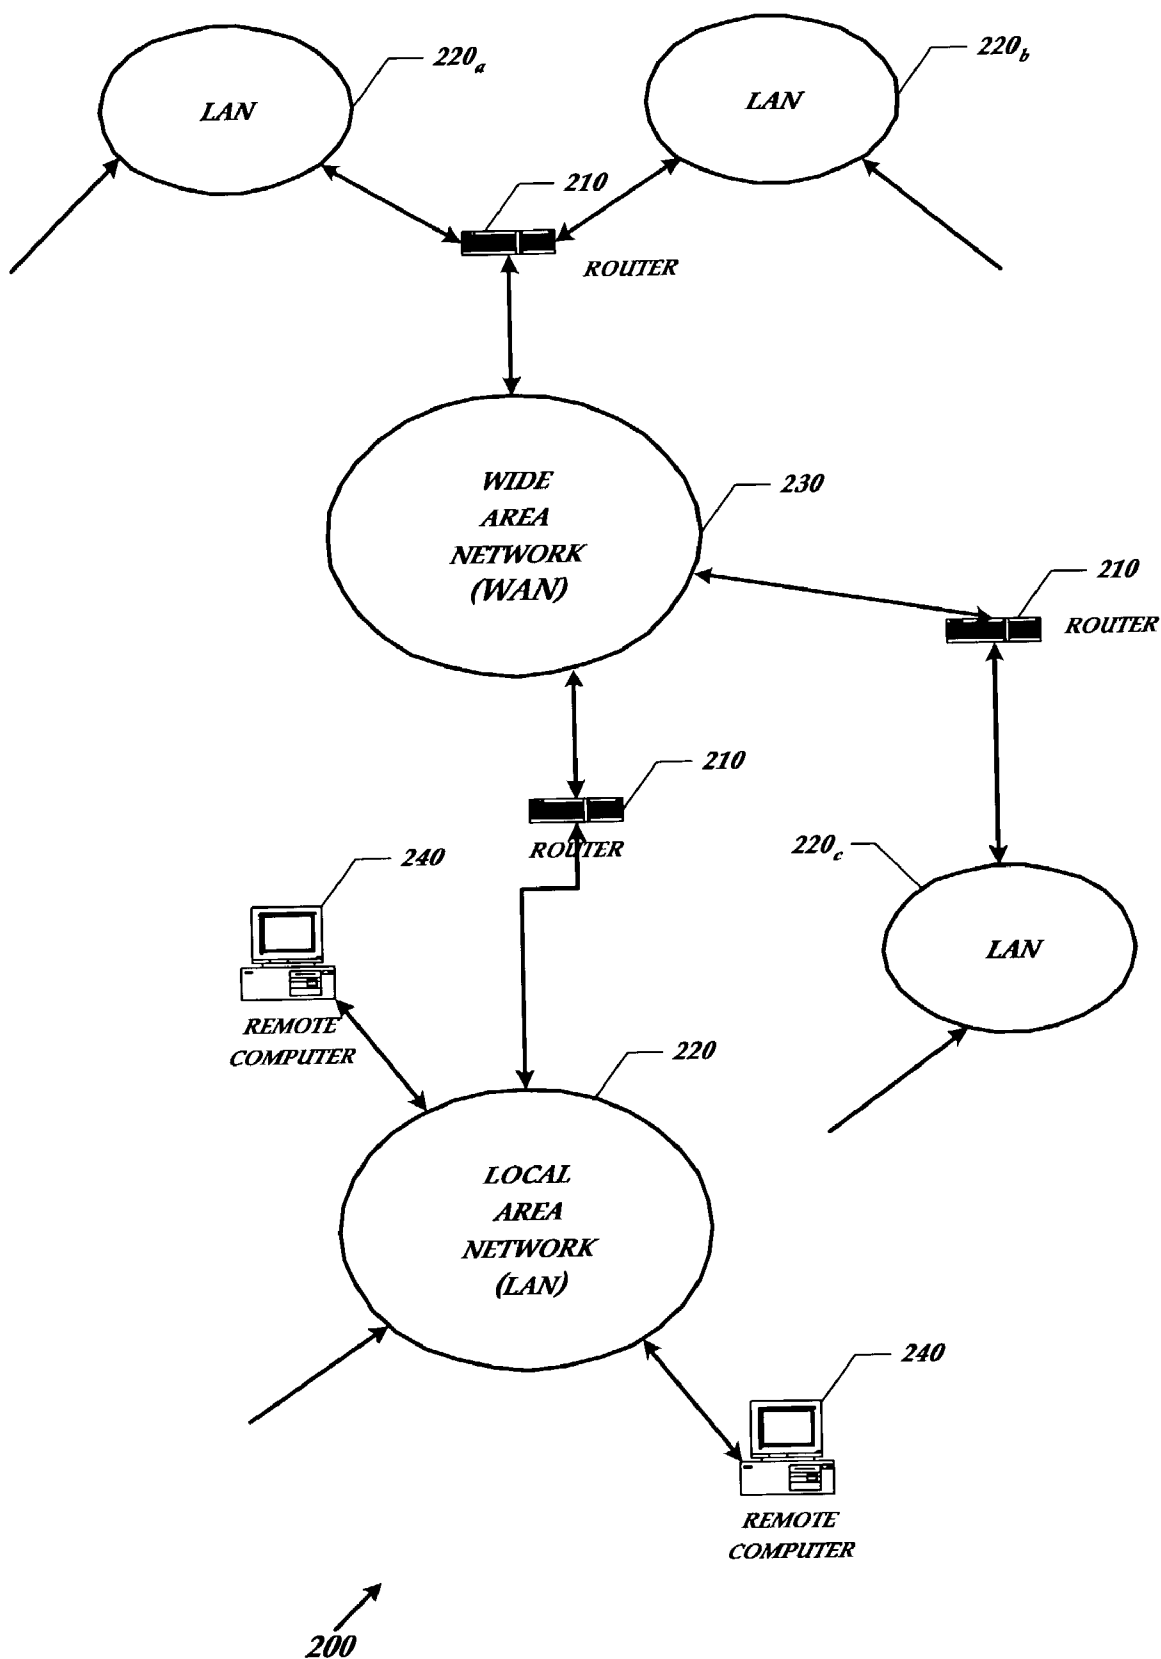 220a
220b
LAN
LAN
210
ROUTER
WIDE
AREA
NETWORK
(WAN)
230
210
ROUTER
210
ROUTER
220c
240
LAN
REMOTE
COMPUTER
220
LOCAL
AREA
NETWORK
(LAN)
240
REMOTE
COMPUTER
200